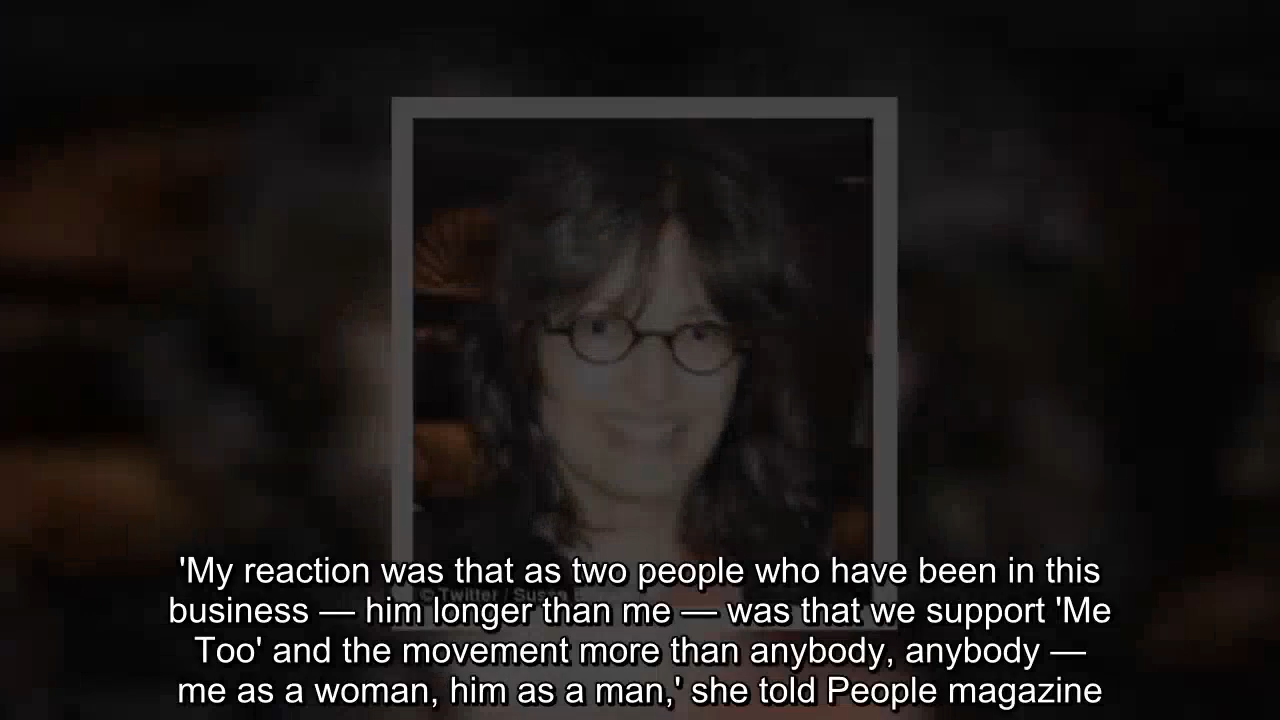 © Twitter / Susan
'My reaction was that as two people who have been in this
business — him longer than me — was that we support 'Me
Too' and the movement more than anybody, anybody —
me as a woman, him as a man,' she told People magazine